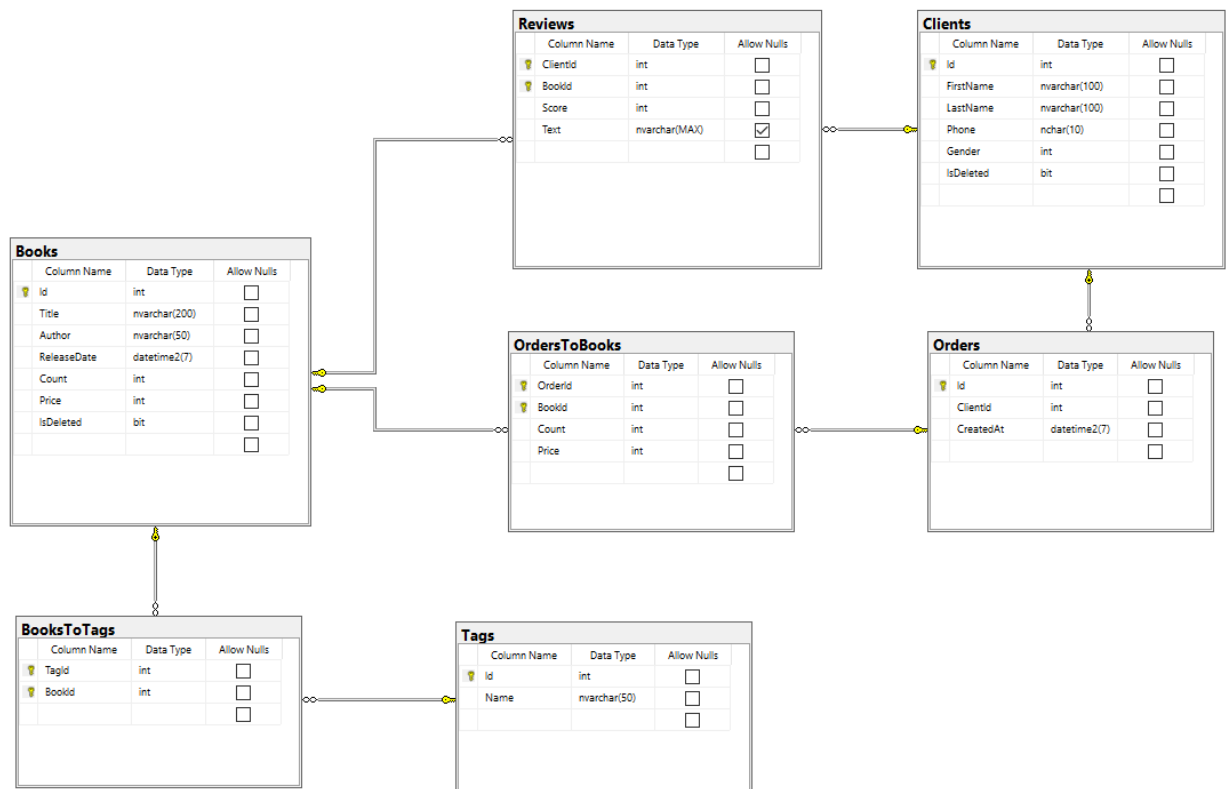 Reviews
Column Name Data Type Allow Nulls
ClientId int
BookId int
Score int
Text nvarchar(MAX)
Clients
Column Name Data Type Allow Nulls
Id int
FirstName nvarchar(100)
LastName nvarchar(100)
Phone nchar(10)
Gender int
IsDeleted bit
Books
Column Name Data Type Allow Nulls
Id int
Title nvarchar(200)
Author nvarchar(50)
ReleaseDate datetime2(7)
Count int
Price int
IsDeleted bit
OrdersToBooks
Column Name Data Type Allow Nulls
OrderId int
BookId int
Count int
Price int
Orders
Column Name Data Type Allow Nulls
Id int
ClientId int
CreatedAt datetime2(7)
BooksToTags
Column Name Data Type Allow Nulls
TagId int
BookId int
Tags
Column Name Data Type Allow Nulls
Id int
Name nvarchar(50)